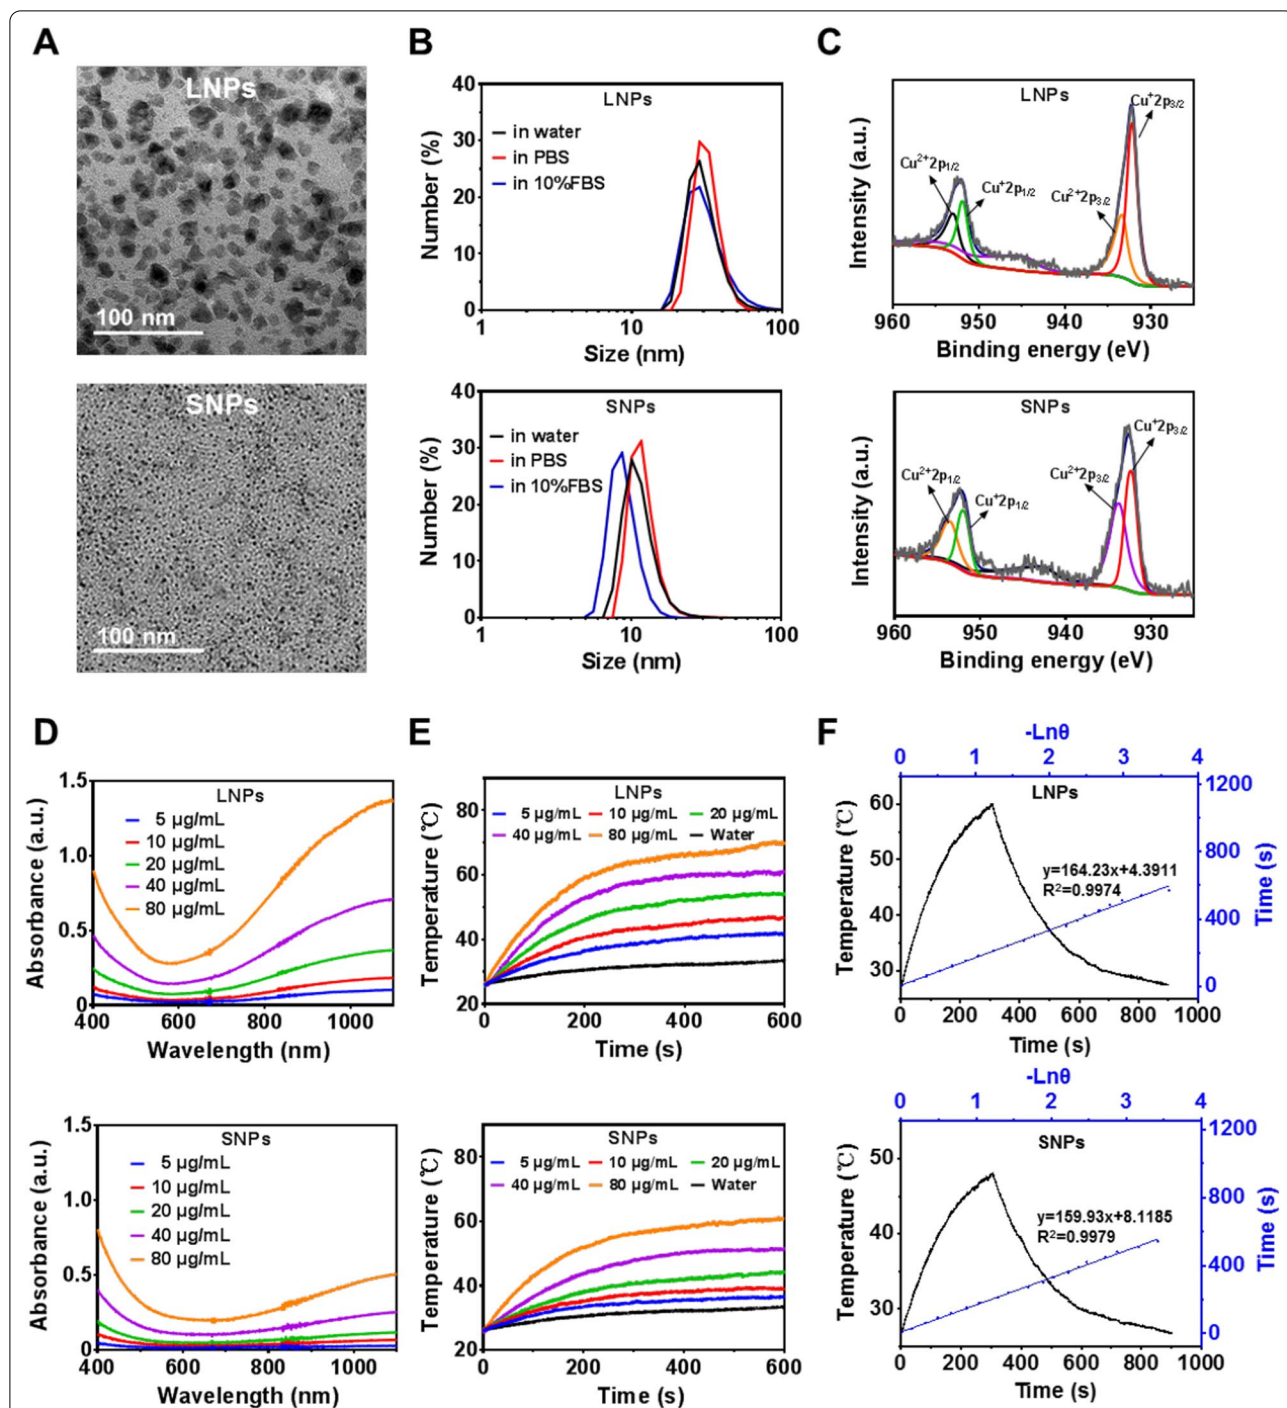 A
LNPs
100 nm
SNPs
100 nm
B
40
30
20
10
0
Number (%)
LNPs
in water
in PBS
in 10%FBS
1
10
100
Size (nm)
40
30
20
10
0
Number (%)
SNPs
in water
in PBS
in 10%FBS
1
10
100
Size (nm)
C
LNPs
Intensity (a.u.)
Cu⁺2p3/2
Cu²⁺2p1/2
Cu⁺2p1/2
Cu²⁺2p3/2
960
950
940
930
Binding energy (eV)
SNPs
Intensity (a.u.)
Cu⁺2p3/2
Cu²⁺2p1/2
Cu²⁺2p3/2
Cu⁺2p1/2
960
950
940
930
Binding energy (eV)
D
1.5
1.0
0.5
0
Absorbance (a.u.)
LNPs
5 µg/mL
10 µg/mL
20 µg/mL
40 µg/mL
80 µg/mL
400
600
800
1000
Wavelength (nm)
1.5
1.0
0.5
0
Absorbance (a.u.)
SNPs
5 µg/mL
10 µg/mL
20 µg/mL
40 µg/mL
80 µg/mL
400
600
800
1000
Wavelength (nm)
E
80
60
40
20
Temperature (℃)
LNPs
5 µg/mL 10 µg/mL 20 µg/mL
40 µg/mL 80 µg/mL Water
0
200
400
600
Time (s)
80
60
40
20
Temperature (℃)
SNPs
5 µg/mL 10 µg/mL 20 µg/mL
40 µg/mL 80 µg/mL Water
0
200
400
600
Time (s)
F
-Lnθ
0
1
2
3
4
60
50
40
30
Temperature (℃)
LNPs
y=164.23x+4.3911
R²=0.9974
1200
800
400
0
Time (s)
0
200
400
600
800
1000
Time (s)
-Lnθ
0
1
2
3
4
50
40
30
Temperature (℃)
SNPs
y=159.93x+8.1185
R²=0.9979
1200
800
400
0
Time (s)
0
200
400
600
800
1000
Time (s)